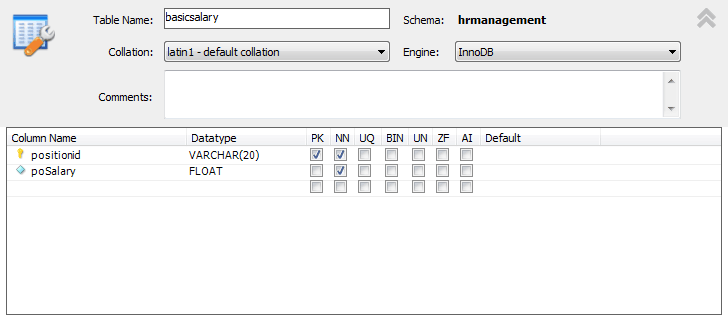 Table Name: basicsalary Schema: hrmanagement
Collation: latin1 - default collation Engine: InnoDB
Comments:
Column Name Datatype PK NN UQ BIN UN ZF AI Default
positionid VARCHAR(20)
poSalary FLOAT